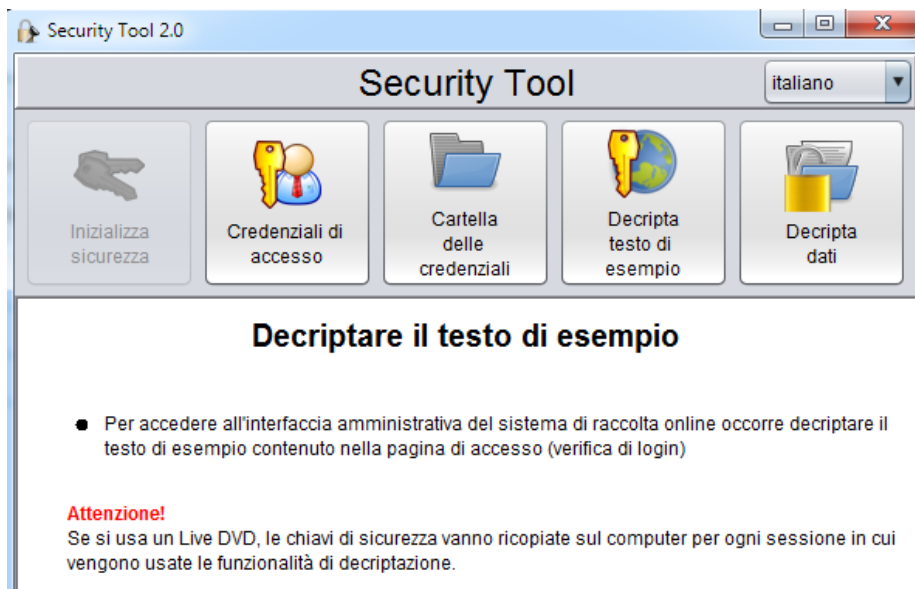 Security Tool 2.0
Security Tool
italiano
Inizializza
sicurezza
Credenziali di
accesso
Cartella
delle
credenziali
Decripta
testo di
esempio
Decripta
dati
Decriptare il testo di esempio
Per accedere all'interfaccia amministrativa del sistema di raccolta online occorre decriptare il
testo di esempio contenuto nella pagina di accesso (verifica di login)
Attenzione!
Se si usa un Live DVD, le chiavi di sicurezza vanno ricopiate sul computer per ogni sessione in cui
vengono usate le funzionalità di decriptazione.